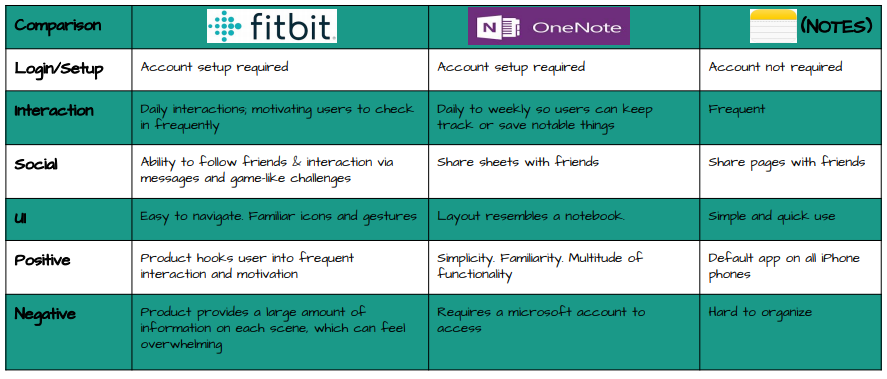 Comparison
fitbit.
OneNote
(NOTES)
Login/Setup
Account setup required
Account setup required
Account not required
Interaction
Daily interactions; motivating users to check
in frequently
Daily to weekly so users can keep
track or save notable things
Frequent
Social
Ability to follow friends & interaction via
messages and game-like challenges
Share sheets with friends
Share pages with friends
UI
Easy to navigate. Familiar icons and gestures
Layout resembles a notebook.
Simple and quick use
Positive
Product hooks user into frequent
interaction and motivation
Simplicity. Familiarity. Multitude of
functionality
Default app on all iPhone
phones
Negative
Product provides a large amount of
information on each scene, which can feel
overwhelming
Requires a microsoft account to
access
Hard to organize